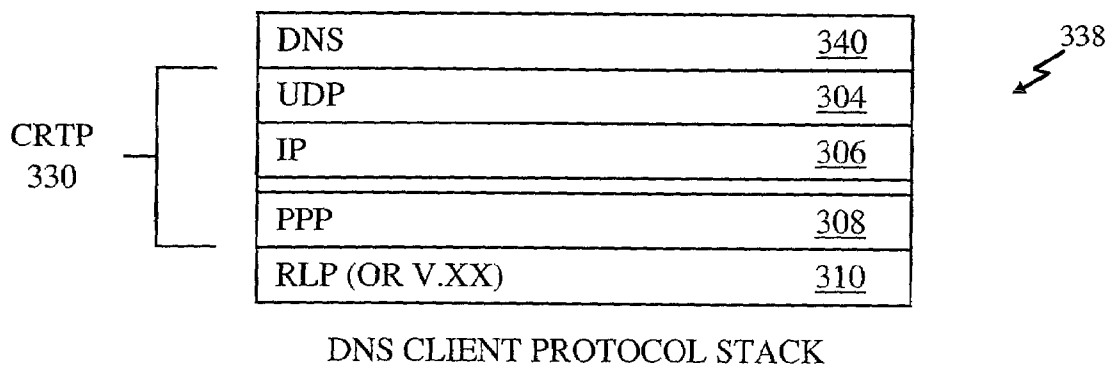 DNS 340
338
UDP 304
CRTP
330
IP 306
PPP 308
RLP (OR V.XX) 310
DNS CLIENT PROTOCOL STACK